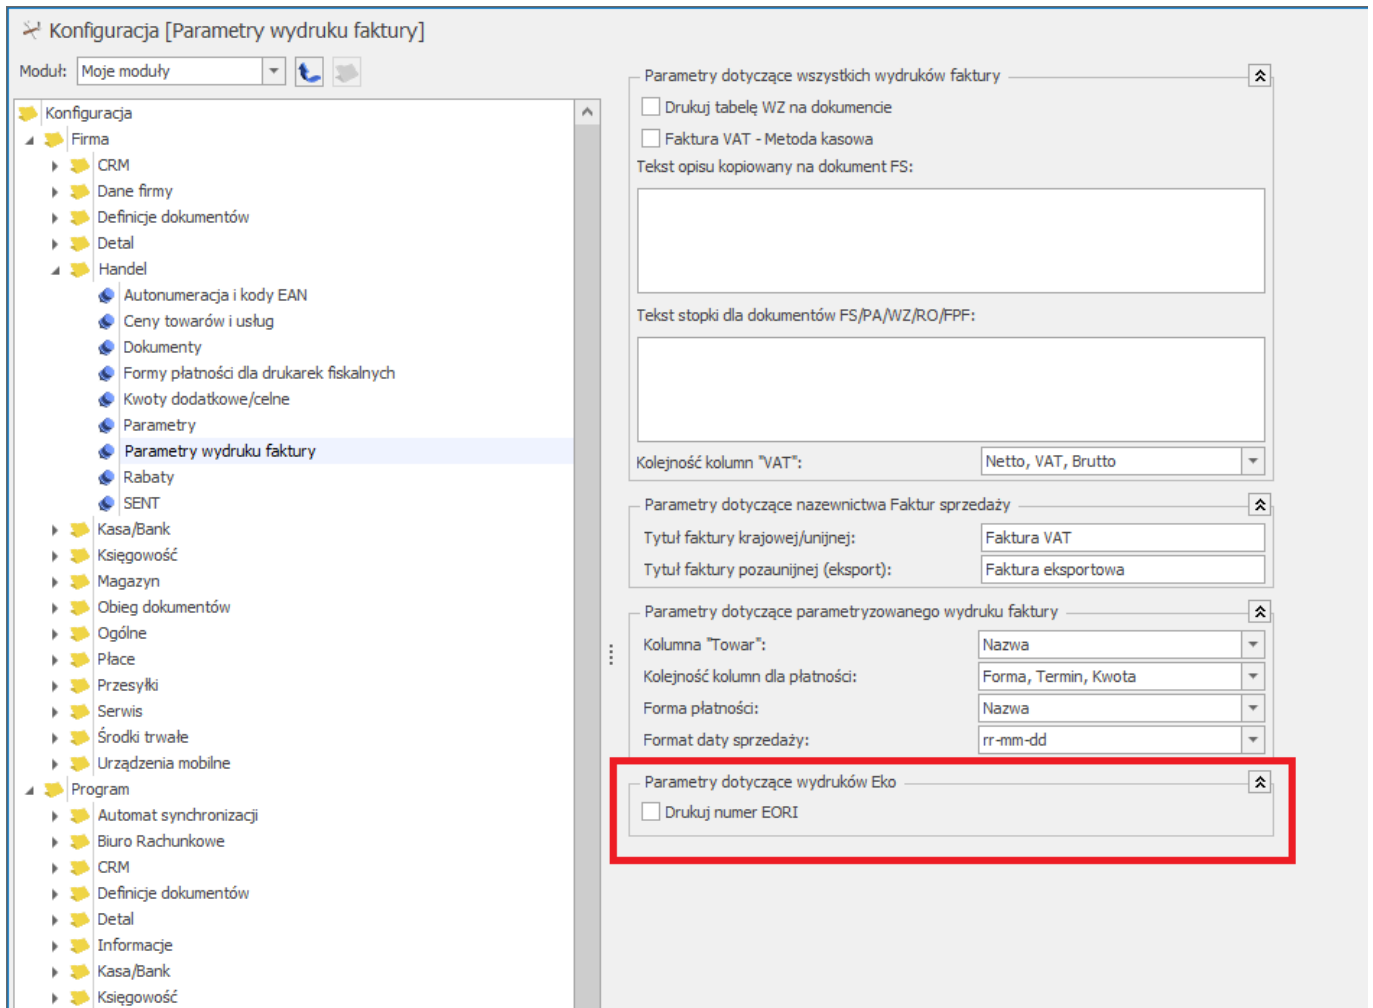 Konfiguracja [Parametry wydruku faktury]
Moduł: Moje moduły
Konfiguracja
Firma
CRM
Dane firmy
Definicje dokumentów
Detal
Handel
Autonumeracja i kody EAN
Ceny towarów i usług
Dokumenty
Formy płatności dla drukarek fiskalnych
Kwoty dodatkowe/celne
Parametry
Parametry wydruku faktury
Rabaty
SENT
Kasa/Bank
Księgowość
Magazyn
Obieg dokumentów
Ogólne
Płace
Przesyłki
Serwis
Środki trwałe
Urządzenia mobilne
Program
Automat synchronizacji
Biuro Rachunkowe
CRM
Definicje dokumentów
Detal
Informacje
Kasa/Bank
Księgowość
Parametry dotyczące wszystkich wydruków faktury
Drukuj tabelę WZ na dokumencie
Faktura VAT - Metoda kasowa
Tekst opisu kopiowany na dokument FS:
Tekst stopki dla dokumentów FS/PA/WZ/RO/FPF:
Kolejność kolumn "VAT": Netto, VAT, Brutto
Parametry dotyczące nazewnictwa Faktur sprzedaży
Tytuł faktury krajowej/unijnej: Faktura VAT
Tytuł faktury pozaunijnej (eksport): Faktura eksportowa
Parametry dotyczące parametryzowanego wydruku faktury
Kolumna "Towar": Nazwa
Kolejność kolumn dla płatności: Forma, Termin, Kwota
Forma płatności: Nazwa
Format daty sprzedaży: rr-mm-dd
Parametry dotyczące wydruków Eko
Drukuj numer EORI